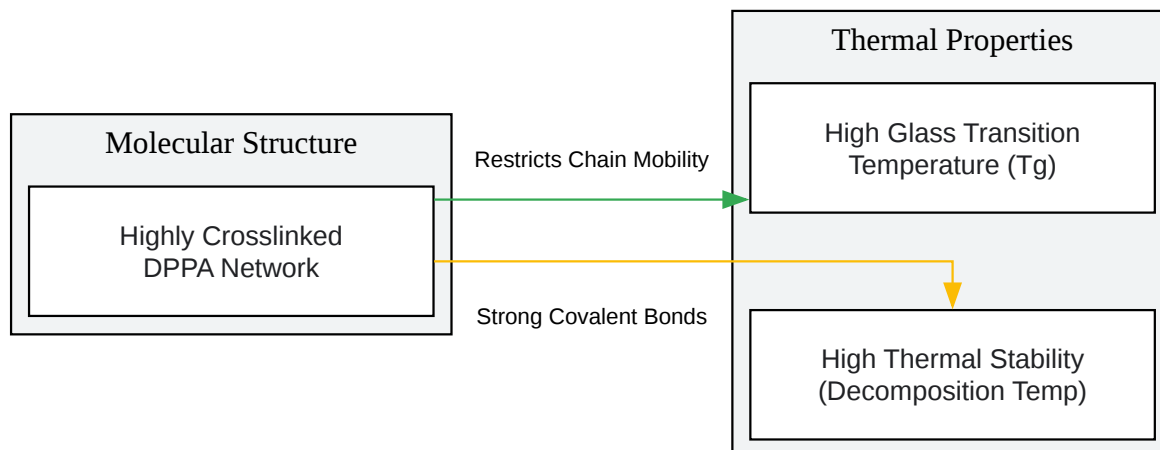 Thermal Properties
High Glass Transition
Temperature (Tg)
Molecular Structure
Restricts Chain Mobility
Highly Crosslinked
DPPA Network
Strong Covalent Bonds
High Thermal Stability
(Decomposition Temp)